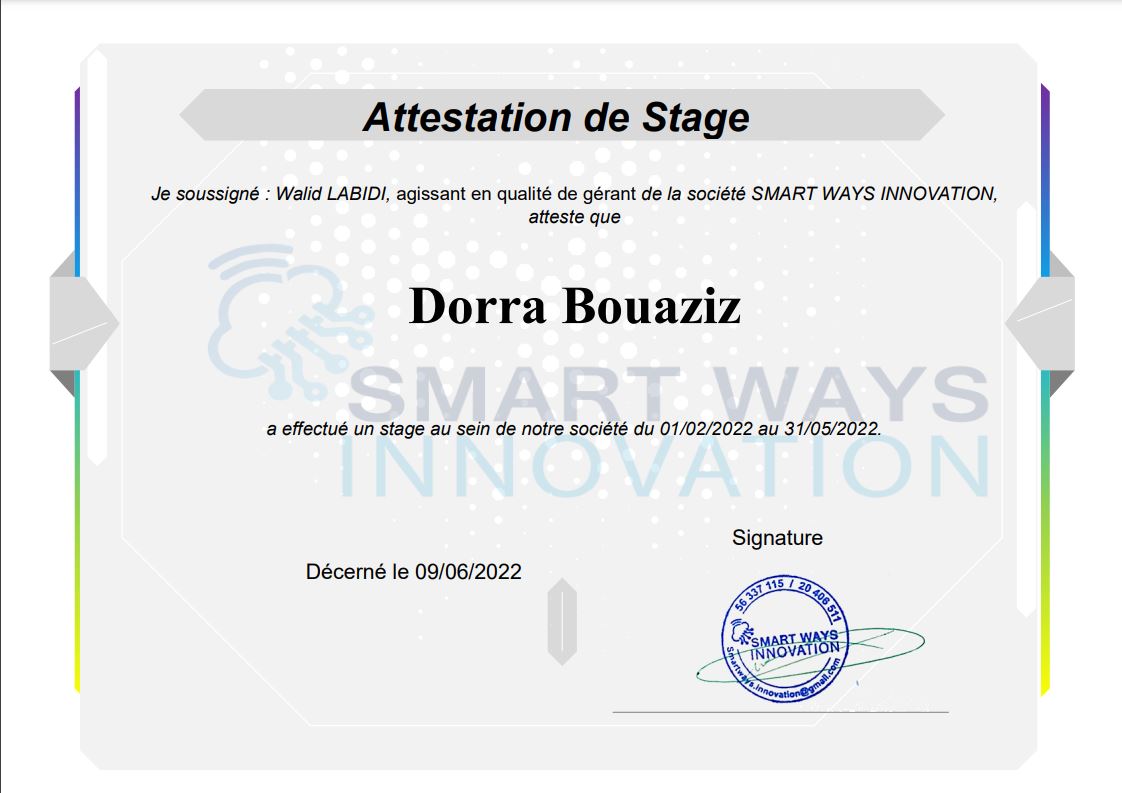 Attestation de Stage
Je soussigné : Walid LABIDI, agissant en qualité de gérant de la société SMART WAYS INNOVATION,
atteste que
Dorra Bouaziz
SMART WAYS
a effectué un stage au sein de notre société du 01/02/2022 au 31/05/2022.
INNOVATION
Signature
Décerné le 09/06/2022
56 337 115 / 20 406 511
SMART WAYS
INNOVATION
Smartways.innovation@gmail.com